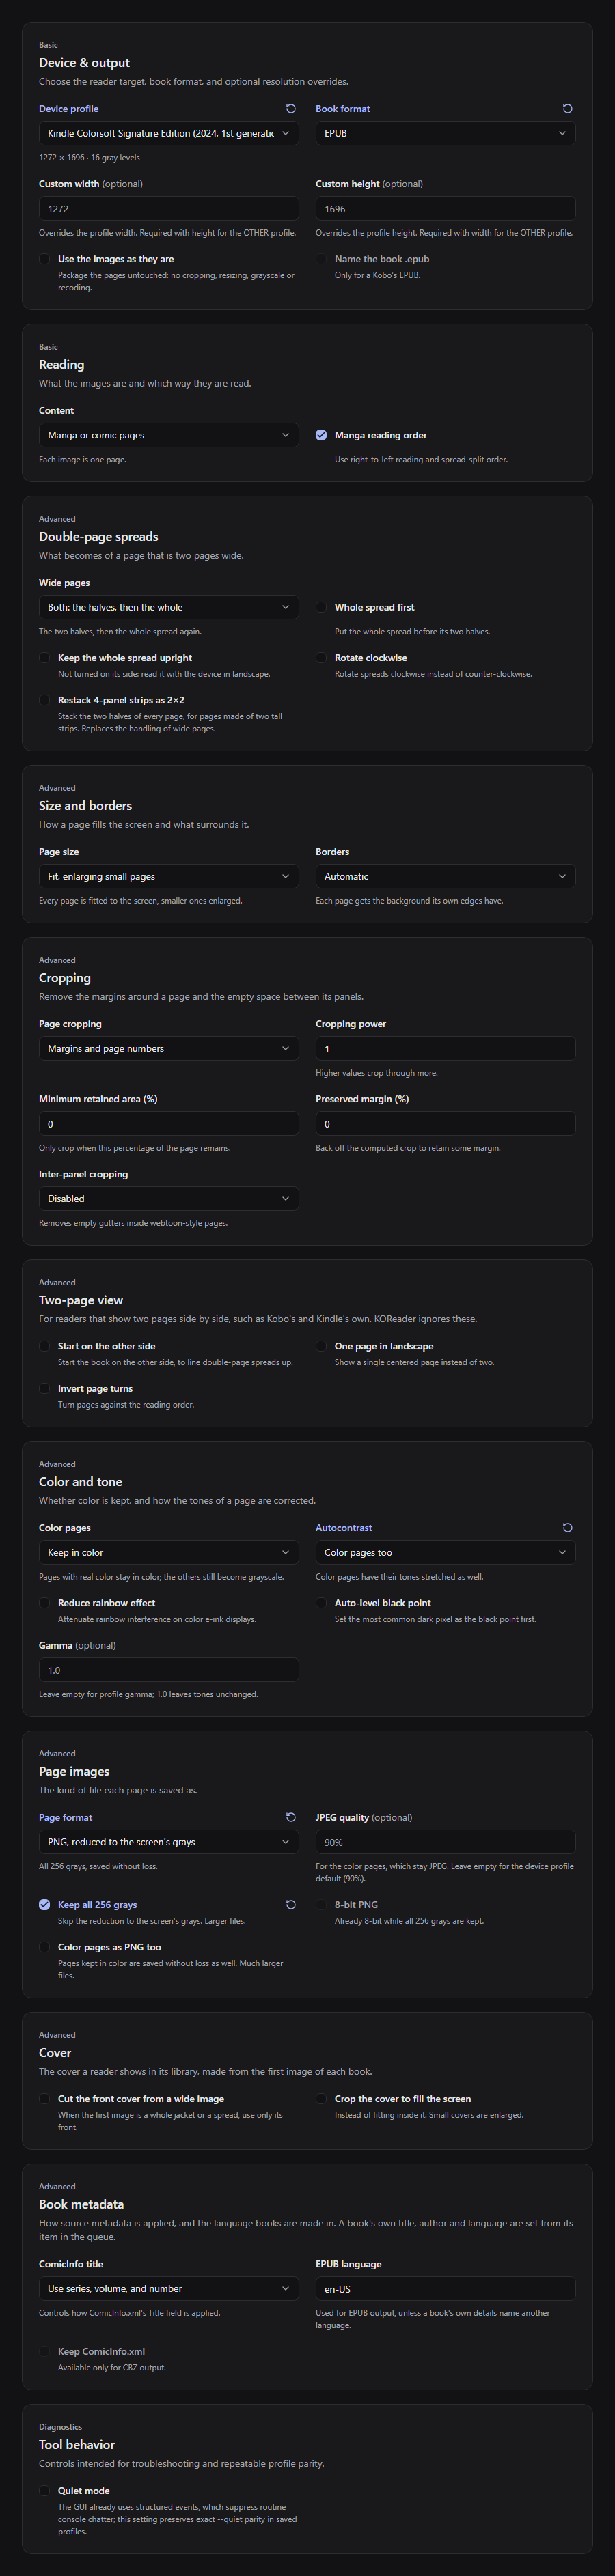 Basic
Device & output
Choose the reader target, book format, and optional resolution overrides.
Device profile
Book format
Kindle Colorsoft Signature Edition (2024, 1st generatic
EPUB
1272 × 1696 · 16 gray levels
Custom width (optional)
Custom height (optional)
1272
1696
Overrides the profile width. Required with height for the OTHER profile.
Overrides the profile height. Required with width for the OTHER profile.
Use the images as they are
Name the book .epub
Package the pages untouched: no cropping, resizing, grayscale or
recoding.
Only for a Kobo's EPUB.
Basic
Reading
What the images are and which way they are read.
Content
Manga or comic pages
Manga reading order
Each image is one page.
Use right-to-left reading and spread-split order.
Advanced
Double-page spreads
What becomes of a page that is two pages wide.
Wide pages
Both: the halves, then the whole
Whole spread first
The two halves, then the whole spread again.
Put the whole spread before its two halves.
Keep the whole spread upright
Rotate clockwise
Not turned on its side: read it with the device in landscape.
Rotate spreads clockwise instead of counter-clockwise.
Restack 4-panel strips as 2×2
Stack the two halves of every page, for pages made of two tall
strips. Replaces the handling of wide pages.
Advanced
Size and borders
How a page fills the screen and what surrounds it.
Page size
Borders
Fit, enlarging small pages
Automatic
Every page is fitted to the screen, smaller ones enlarged.
Each page gets the background its own edges have.
Advanced
Cropping
Remove the margins around a page and the empty space between its panels.
Page cropping
Cropping power
Margins and page numbers
1
Higher values crop through more.
Minimum retained area (%)
Preserved margin (%)
0
0
Only crop when this percentage of the page remains.
Back off the computed crop to retain some margin.
Inter-panel cropping
Disabled
Removes empty gutters inside webtoon-style pages.
Advanced
Two-page view
For readers that show two pages side by side, such as Kobo's and Kindle's own. KOReader ignores these.
Start on the other side
One page in landscape
Start the book on the other side, to line double-page spreads up.
Show a single centered page instead of two.
Invert page turns
Turn pages against the reading order.
Advanced
Color and tone
Whether color is kept, and how the tones of a page are corrected.
Color pages
Autocontrast
Keep in color
Color pages too
Pages with real color stay in color; the others still become grayscale.
Color pages have their tones stretched as well.
Reduce rainbow effect
Auto-level black point
Attenuate rainbow interference on color e-ink displays.
Set the most common dark pixel as the black point first.
Gamma (optional)
1.0
Leave empty for profile gamma; 1.0 leaves tones unchanged.
Advanced
Page images
The kind of file each page is saved as.
Page format
JPEG quality (optional)
PNG, reduced to the screen's grays
90%
All 256 grays, saved without loss.
For the color pages, which stay JPEG. Leave empty for the device profile
default (90%).
Keep all 256 grays
8-bit PNG
Skip the reduction to the screen's grays. Larger files.
Already 8-bit while all 256 grays are kept.
Color pages as PNG too
Pages kept in color are saved without loss as well. Much larger
files.
Advanced
Cover
The cover a reader shows in its library, made from the first image of each book.
Cut the front cover from a wide image
Crop the cover to fill the screen
When the first image is a whole jacket or a spread, use only its
front.
Instead of fitting inside it. Small covers are enlarged.
Advanced
Book metadata
How source metadata is applied, and the language books are made in. A book's own title, author and language are set from its
item in the queue.
ComicInfo title
EPUB language
Use series, volume, and number
en-US
Controls how ComicInfo.xml's Title field is applied.
Used for EPUB output, unless a book's own details name another
language.
Keep ComicInfo.xml
Available only for CBZ output.
Diagnostics
Tool behavior
Controls intended for troubleshooting and repeatable profile parity.
Quiet mode
The GUI already uses structured events, which suppress routine
console chatter; this setting preserves exact --quiet parity in saved
profiles.